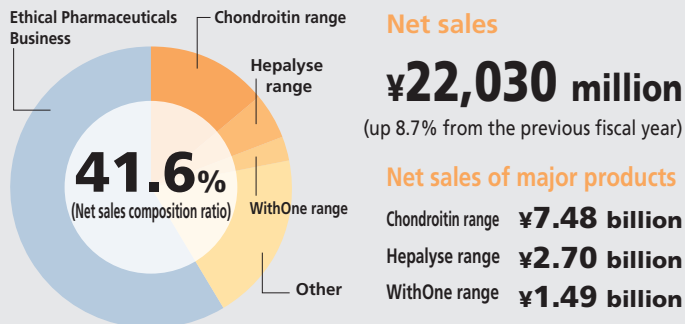 Ethical Pharmaceuticals
Business
Chondroitin range
Hepalyse
range
41.6%
(Net sales composition ratio)
WithOne range
Other
Net sales
¥22,030 million
(up 8.7% from the previous fiscal year)
Net sales of major products
Chondroitin range ¥7.48 billion
Hepalyse range ¥2.70 billion
WithOne range ¥1.49 billion